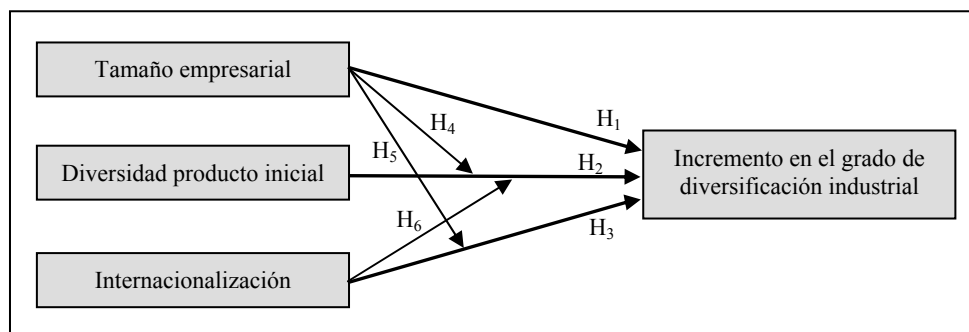 Tamaño empresarial
H1
H4
H5
Diversidad producto inicial
H2
Incremento en el grado de
diversificación industrial
H6
H3
Internacionalización